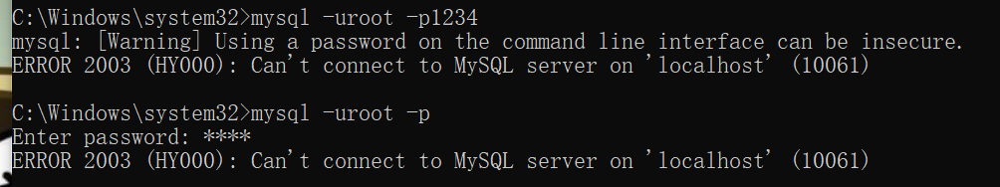 C:\Windows\system32>mysql -uroot -p1234
mysql: [Warning] Using a password on the command line interface can be insecure.
ERROR 2003 (HY000): Can't connect to MySQL server on 'localhost' (10061)
C:\Windows\system32>mysql -uroot -p
Enter password: ****
ERROR 2003 (HY000): Can't connect to MySQL server on 'localhost' (10061)